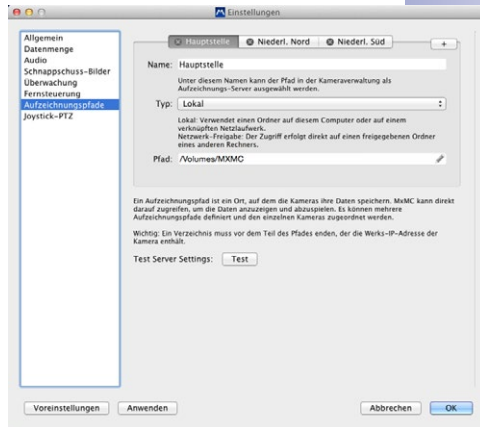 Einstellungen
Allgemein
Datenmenge
Audio
Schnappschuss-Bilder
Überwachung
Fernsteuerung
Aufzeichnungspfade
Joystick-PTZ
Hauptstelle
Niederl. Nord
Niederl. Süd
+
Name: Hauptstelle
Unter diesem Namen kann der Pfad in der Kameraverwaltung als
Aufzeichnungs-Server ausgewählt werden.
Typ: Lokal
Lokal: Verwendet einen Ordner auf diesem Computer oder auf einem
verknüpften Netzlaufwerk.
Netzwerk-Freigabe: Der Zugriff erfolgt direkt auf einen freigegebenen Ordner
eines anderen Rechners.
Pfad: /Volumes/MXMC
Ein Aufzeichnungspfad ist ein Ort, auf dem die Kameras ihre Daten speichern. MxMC kann direkt
darauf zugreifen, um die Daten anzuzeigen und abzuspielen. Es können mehrere
Aufzeichnungspfade definiert und den einzelnen Kameras zugeordnet werden.
Wichtig: Ein Verzeichnis muss vor dem Teil des Pfades enden, der die Werks-IP-Adresse der
Kamera enthält.
Test Server Settings: Test
Voreinstellungen
Anwenden
Abbrechen
OK